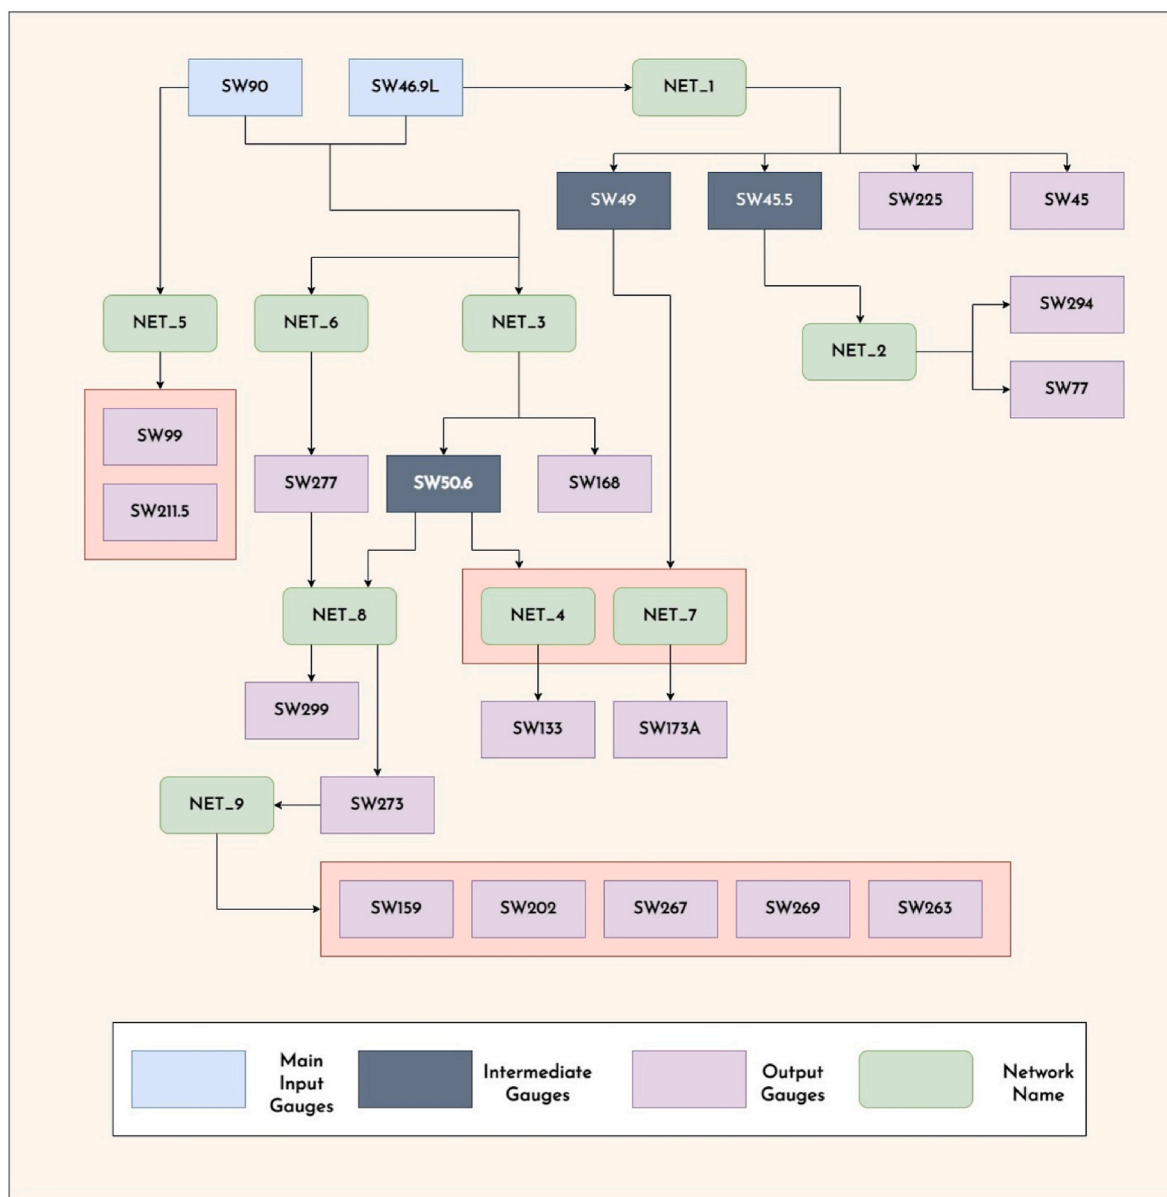 SW90
SW46.9L
NET_1
SW49
SW45.5
SW225
SW45
NET_5
NET_6
NET_3
NET_2
SW294
SW77
SW99
SW211.5
SW277
SW50.6
SW168
NET_8
NET_4
NET_7
SW299
SW133
SW173A
NET_9
SW273
SW159
SW202
SW267
SW269
SW263
Main
Input
Gauges
Intermediate
Gauges
Output
Gauges
Network
Name